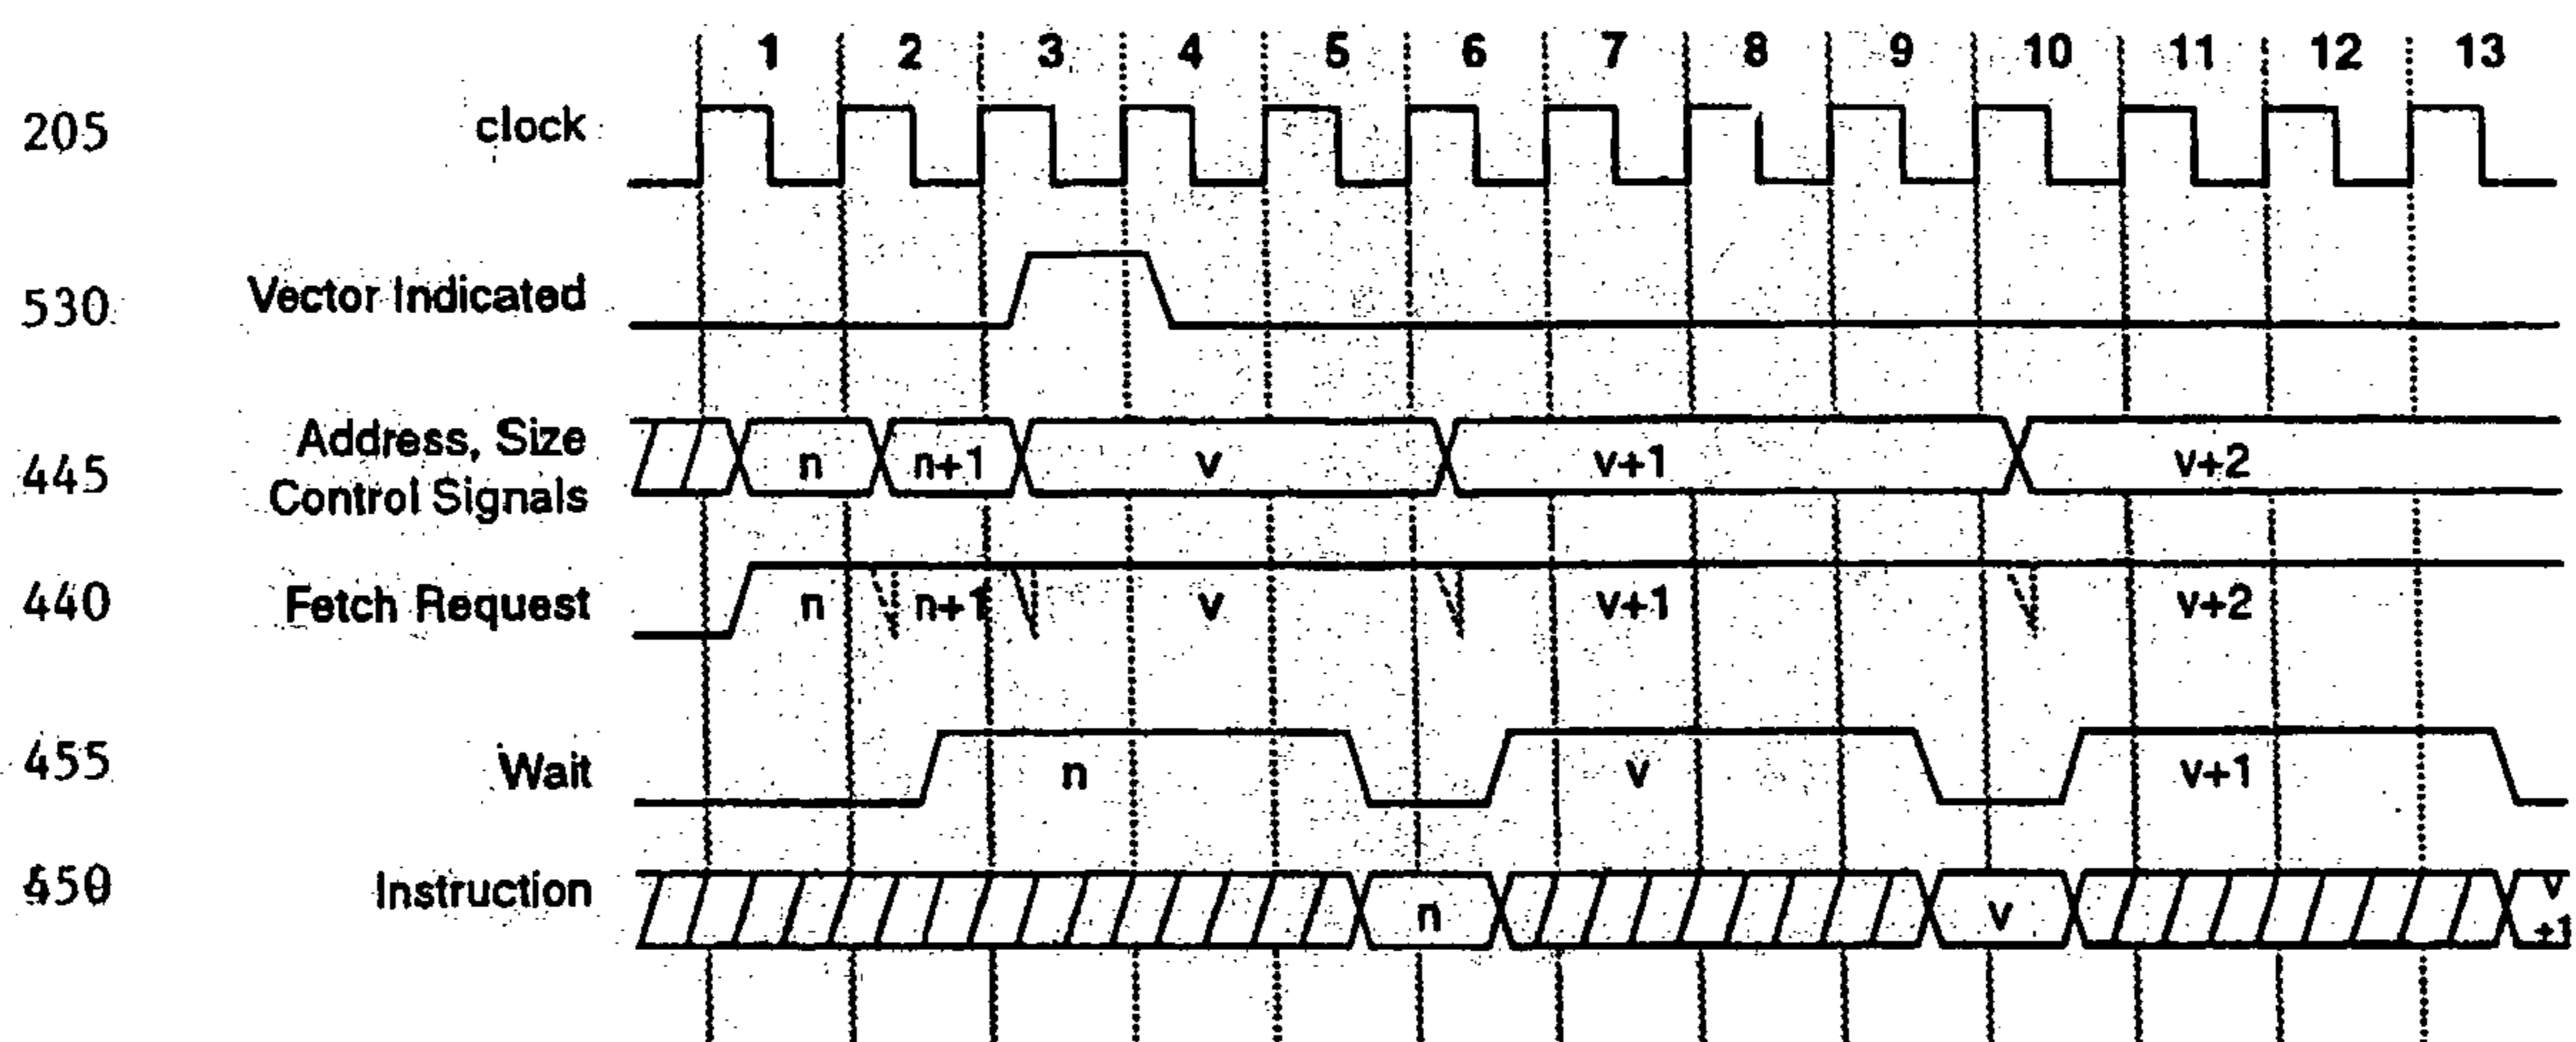 1 2 3 4 5 6 7 8 9 10 11 12 13
205 clock
530 Vector Indicated
445 Address, Size
Control Signals
n n+1 v v+1 v+2
440 Fetch Request n n+1 v v+1 v+2
455 Wait n v v+1
450 Instruction n v v
+1